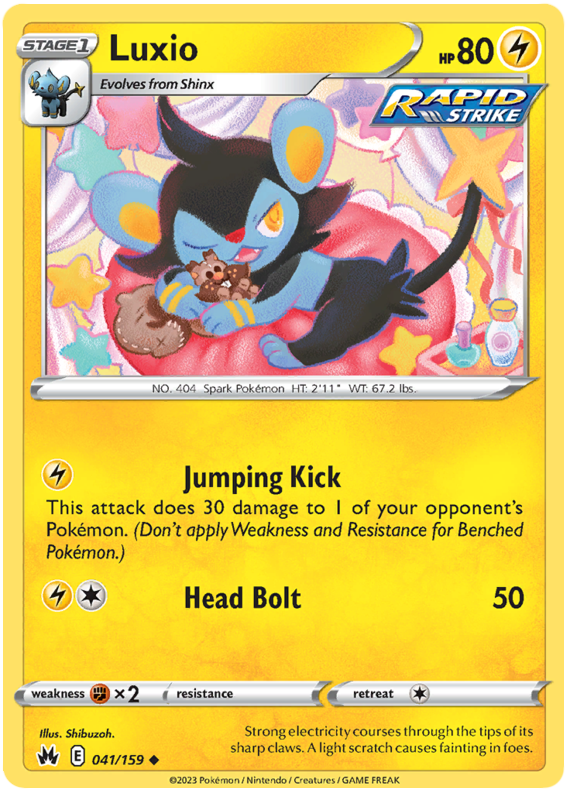 STAGE1
Luxio
HP 80
Evolves from Shinx
RAPID
STRIKE
NO. 404 Spark Pokémon HT: 2'11" WT: 67.2 lbs.
Jumping Kick
This attack does 30 damage to 1 of your opponent's
Pokémon. (Don't apply Weakness and Resistance for Benched
Pokémon.)
Head Bolt 50
weakness ×2 resistance retreat
Illus. Shibuzoh.
Strong electricity courses through the tips of its
sharp claws. A light scratch causes fainting in foes.
E 041/159
©2023 Pokémon / Nintendo / Creatures / GAME FREAK